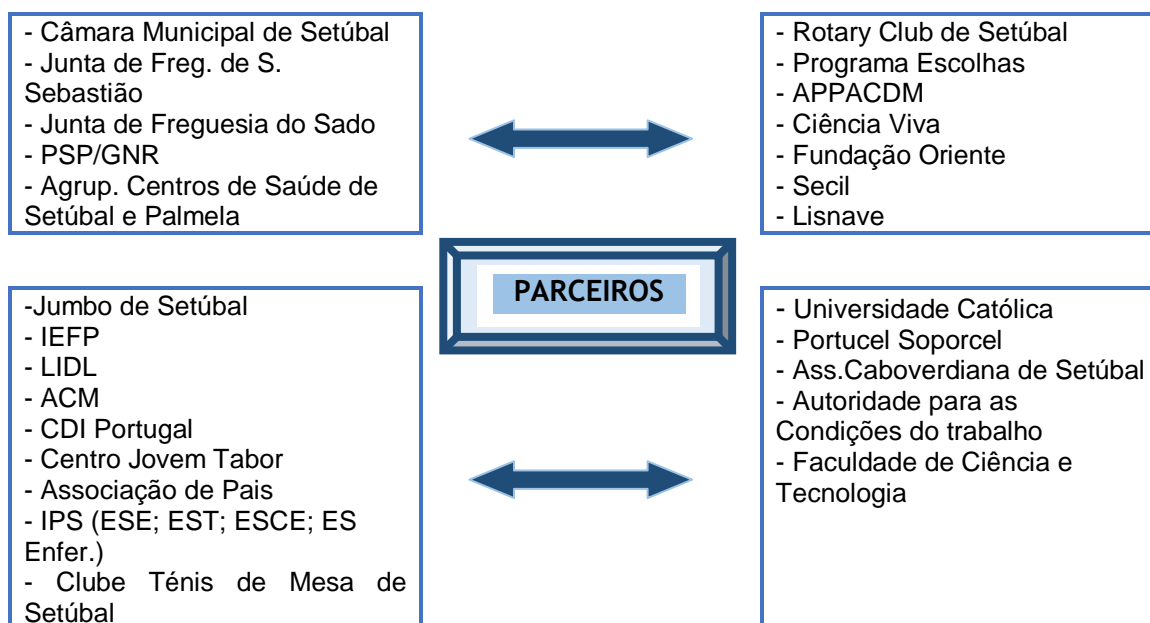 - Câmara Municipal de Setúbal
- Junta de Freg. de S.
Sebastião
- Junta de Freguesia do Sado
- PSP/GNR
- Agrup. Centros de Saúde de
Setúbal e Palmela
- Rotary Club de Setúbal
- Programa Escolhas
- APPACDM
- Ciência Viva
- Fundação Oriente
- Secil
- Lisnave
PARCEIROS
-Jumbo de Setúbal
- IEFP
- LIDL
- ACM
- CDI Portugal
- Centro Jovem Tabor
- Associação de Pais
- IPS (ESE; EST; ESCE; ES
Enfer.)
- Clube Ténis de Mesa de
Setúbal
- Universidade Católica
- Portucel Soporcel
- Ass.Caboverdiana de Setúbal
- Autoridade para as
Condições do trabalho
- Faculdade de Ciência e
Tecnologia